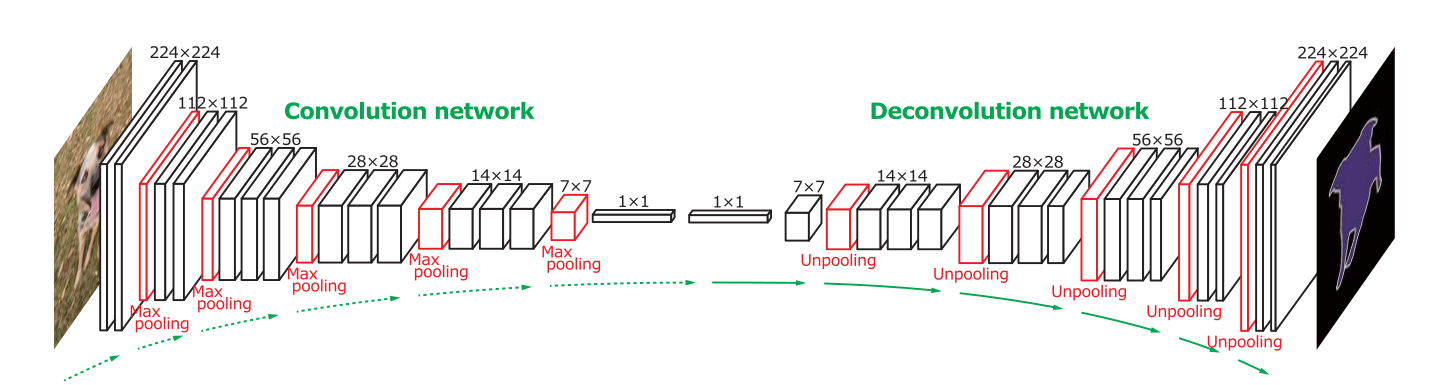 224×224
112×112
Convolution network
56×56
28×28
14×14
7×7
1×1
1×1
Deconvolution network
7×7
14×14
28×28
56×56
112×112
224×224
Max
pooling
Max
pooling
Max
pooling
Max
pooling
Max
pooling
Unpooling
Unpooling
Unpooling
Unpooling
Unpooling